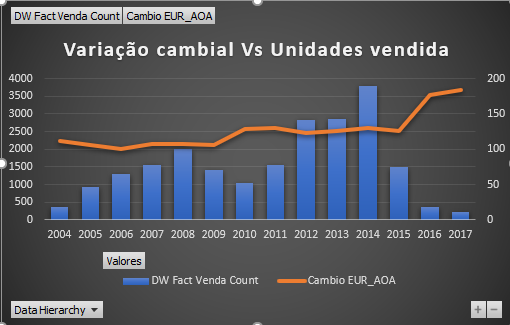 DW Fact Venda Count Cambio EUR_AOA
Variação cambial Vs Unidades vendida
4000 200
3500
3000 150
2500
2000 100
1500
1000 50
500
0 0
2004 2005 2006 2007 2008 2009 2010 2011 2012 2013 2014 2015 2016 2017
Valores
DW Fact Venda Count Cambio EUR_AOA
Data Hierarchy + −